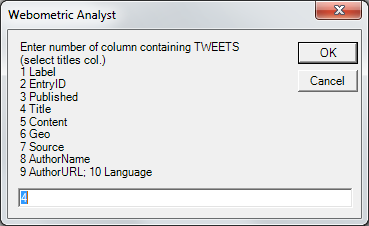 Webometric Analyst
Enter number of column containing TWEETS
(select titles col.)
1 Label
2 EntryID
3 Published
4 Title
5 Content
6 Geo
7 Source
8 AuthorName
9 AuthorURL; 10 Language
OK
Cancel
4